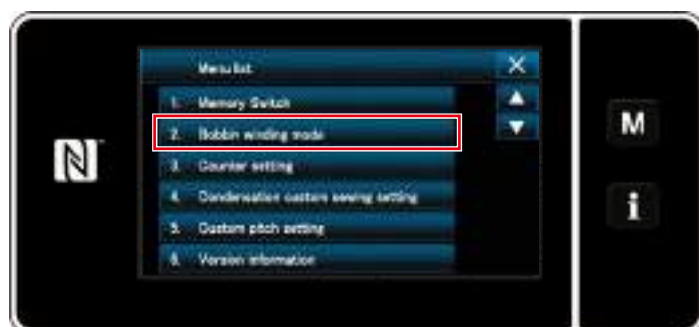 Menu list
1. Memory Switch
2. Bobbin winding mode
3. Counter setting
4. Condensation custom sewing setting
5. Custom pitch setting
6. Version information
M
i